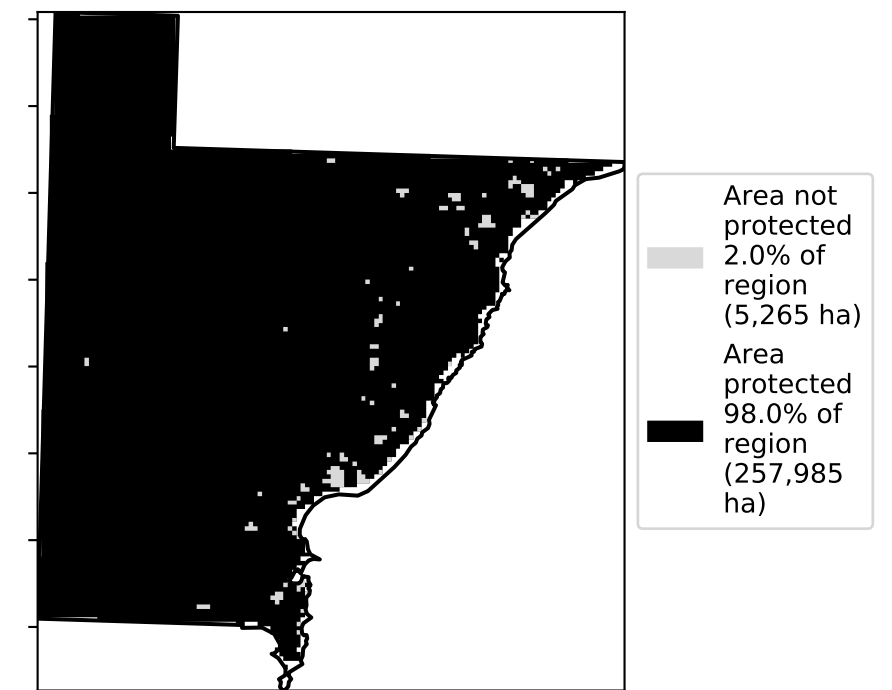 Area not
protected
2.0% of
region
(5,265 ha)
Area
protected
98.0% of
region
(257,985
ha)